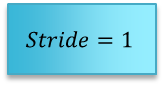 Stride = 1